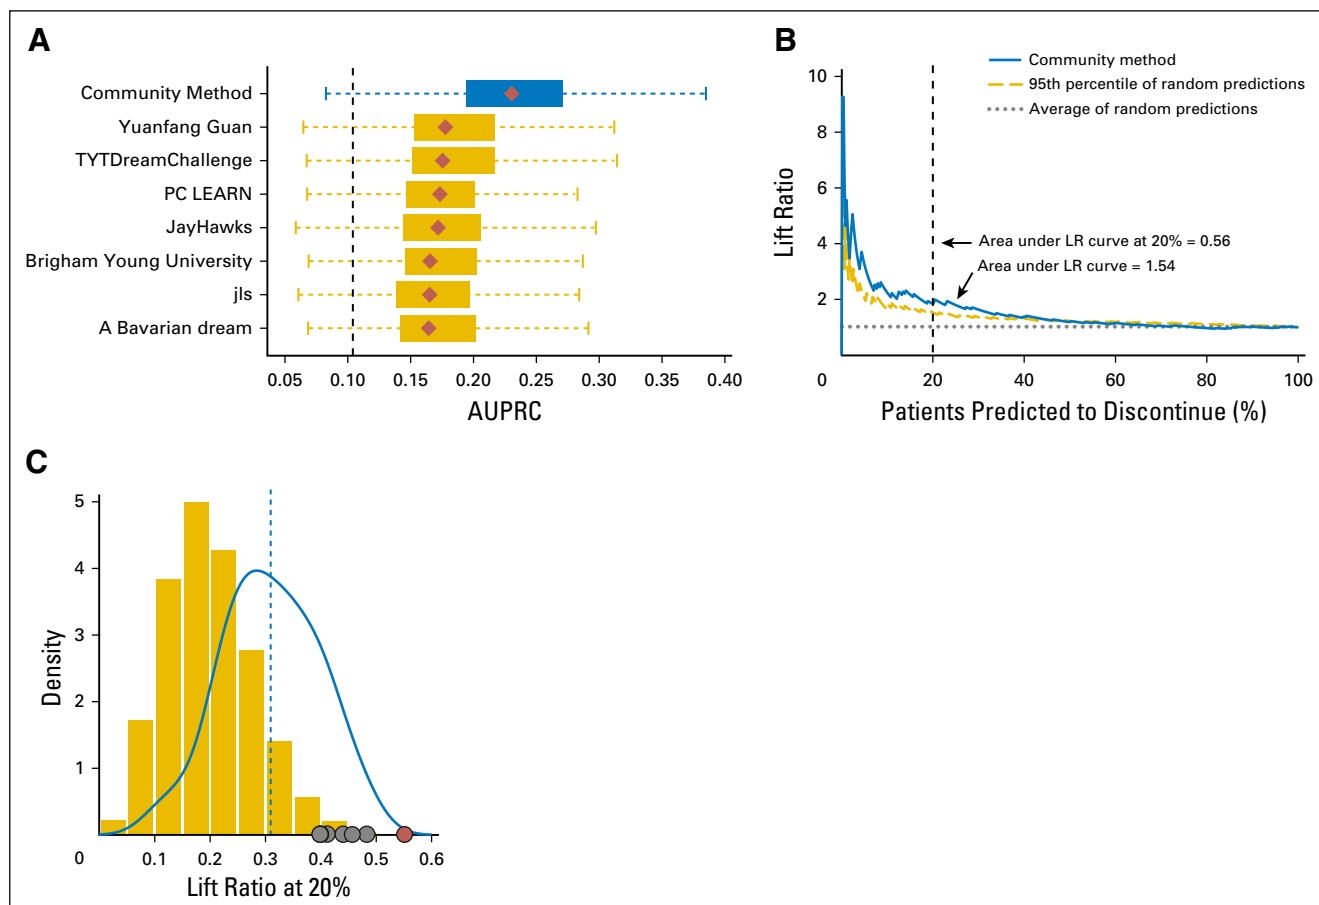 A
Community Method
Yuanfang Guan
TYTDreamChallenge
PC LEARN
JayHawks
Brigham Young University
jls
A Bavarian dream
0.05 0.10 0.15 0.20 0.25 0.30 0.35 0.40
AUPRC
B
Community method
95th percentile of random predictions
Average of random predictions
10
8
6
4
2
Lift Ratio
Area under LR curve at 20% = 0.56
Area under LR curve = 1.54
0 20 40 60 80 100
Patients Predicted to Discontinue (%)
C
5
4
3
2
1
Density
0 0.1 0.2 0.3 0.4 0.5 0.6
Lift Ratio at 20%